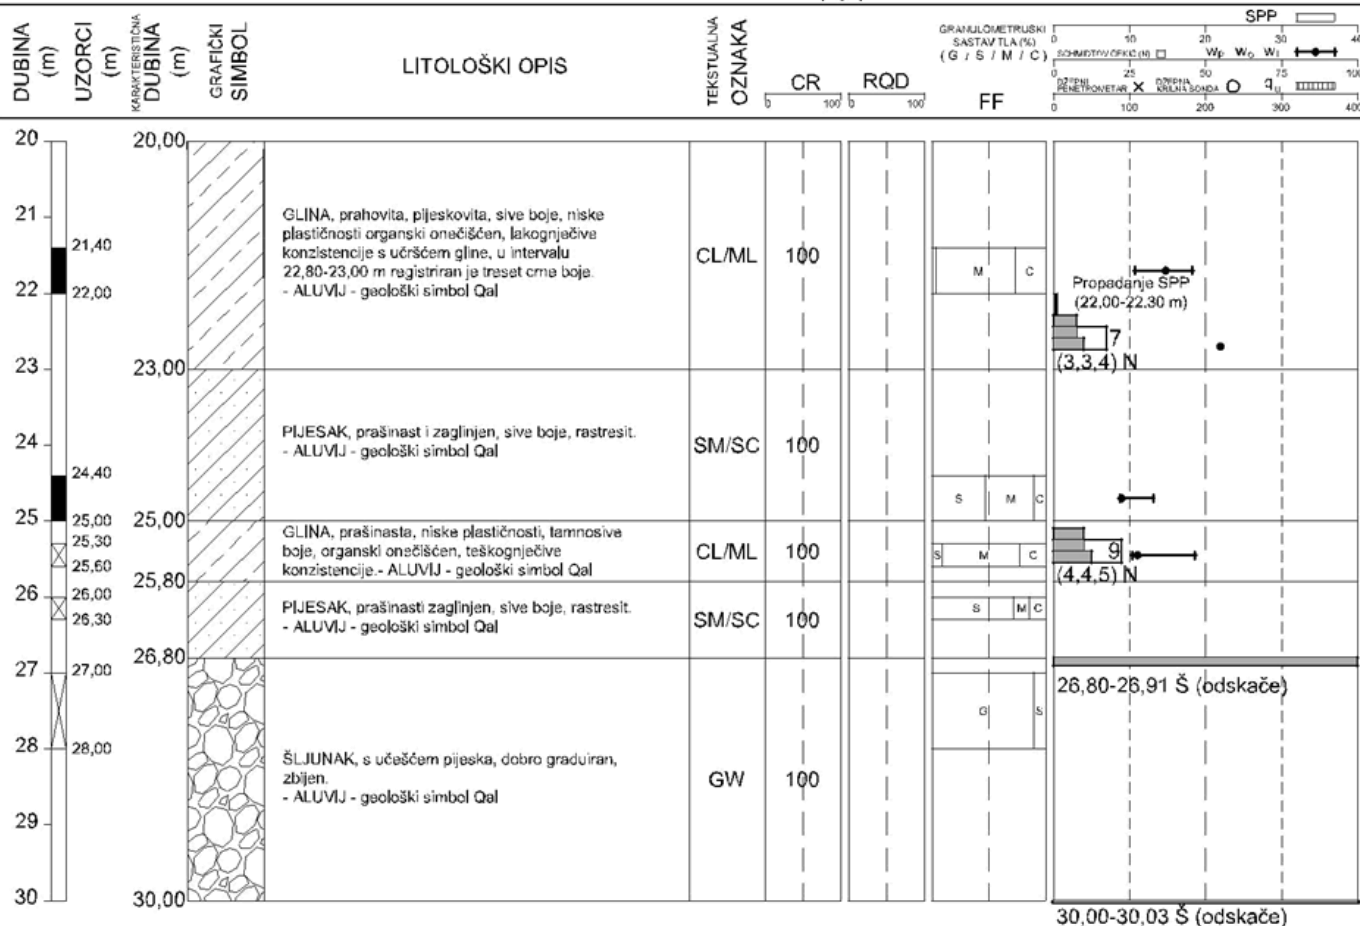 SPP
DUBINA (m)
UZORCI (m)
KARAKTERISTIČNA DUBINA (m)
GRAFIČKI SIMBOL
LITOLOŠKI OPIS
TEKSTUALNA OZNAKA
CR
0 100
RQD
0 100
GRANULOMETRIJSKI
SASTAV TLA (%)
( G / S / M / C )
FF
0 10 20 30 40
SCHMIDTOV ČEKIĆ (N)
Wp Wo Wl
0 25 50 75 100
DŽEPNI PENETROMETAR
DŽEPNA KRILNA SONDA
qu
0 100 200 300 400
20
20,00
21
GLINA, prahovita, pijeskovita, sive boje, niske
plastičnosti organski onečišćen, lakognječive
21,40
konzistencije s učršćem gline, u intervalu
CL/ML
100
22,80-23,00 m registriran je treset crne boje.
M C
- ALUVIJ - geološki simbol Qal
22
22,00
Propadanje SPP
(22,00-22.30 m)
7
23
23,00
(3,3,4) N
PIJESAK, prašinast i zaglinjen, sive boje, rastresit.
- ALUVIJ - geološki simbol Qal
24
SM/SC
100
24,40
S M C
25
25,00
25,00
GLINA, prašinasta, niske plastičnosti, tamnosive
25,30
boje, organski onečišćen, teškognječive
CL/ML
100
S M C
9
25,60
konzistencije.- ALUVIJ - geološki simbol Qal
25,80
(4,4,5) N
26
26,00
PIJESAK, prašinasti zaglinjen, sive boje, rastresit.
S M C
26,30
- ALUVIJ - geološki simbol Qal
SM/SC
100
26,80
27
27,00
26,80-26,91 Š (odskače)
G S
28
28,00
ŠLJUNAK, s učešćem pijeska, dobro graduiran,
zbijen.
GW
100
- ALUVIJ - geološki simbol Qal
29
30
30,00
30,00-30,03 Š (odskače)